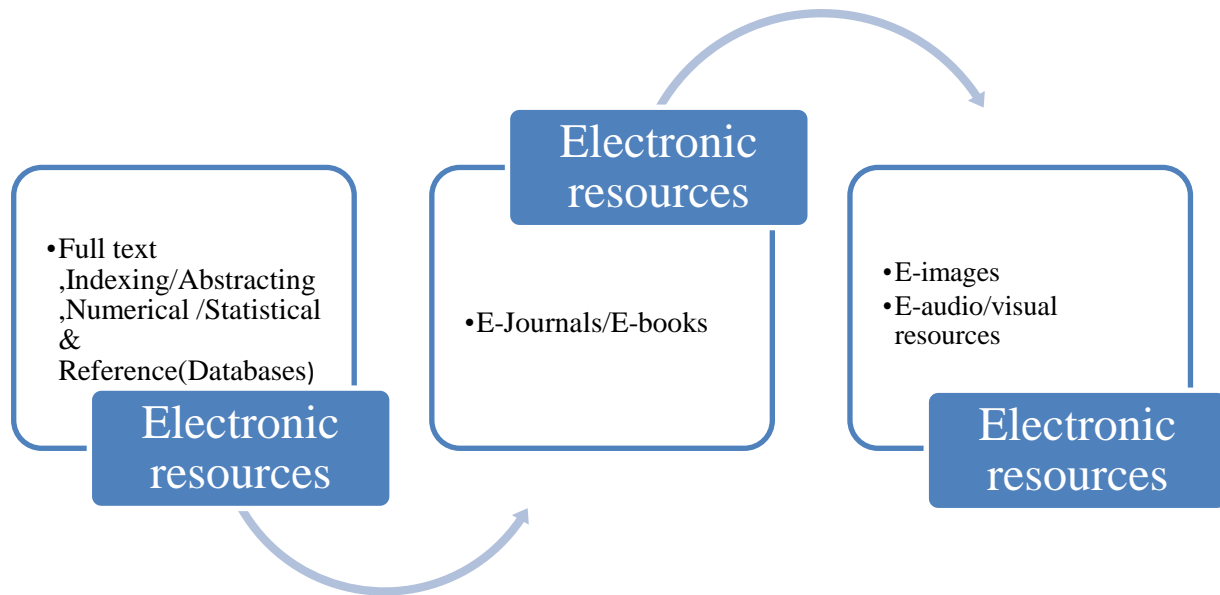 •Full text
,Indexing/Abstracting
,Numerical /Statistical
&
Reference(Databases)
Electronic
resources
Electronic
resources
•E-Journals/E-books
•E-images
•E-audio/visual
resources
Electronic
resources